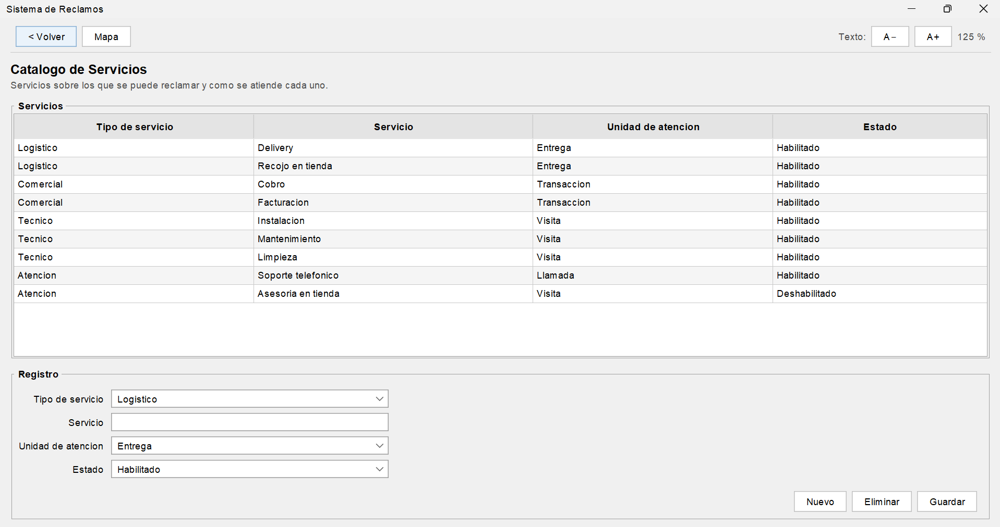 Sistema de Reclamos
< Volver Mapa Texto: A− A+ 125 %
Catalogo de Servicios
Servicios sobre los que se puede reclamar y como se atiende cada uno.
Servicios
Tipo de servicio Servicio Unidad de atencion Estado
Logistico Delivery Entrega Habilitado
Logistico Recojo en tienda Entrega Habilitado
Comercial Cobro Transaccion Habilitado
Comercial Facturacion Transaccion Habilitado
Tecnico Instalacion Visita Habilitado
Tecnico Mantenimiento Visita Habilitado
Tecnico Limpieza Visita Habilitado
Atencion Soporte telefonico Llamada Habilitado
Atencion Asesoria en tienda Visita Deshabilitado
Registro
Tipo de servicio Logistico
Servicio
Unidad de atencion Entrega
Estado Habilitado
Nuevo Eliminar Guardar